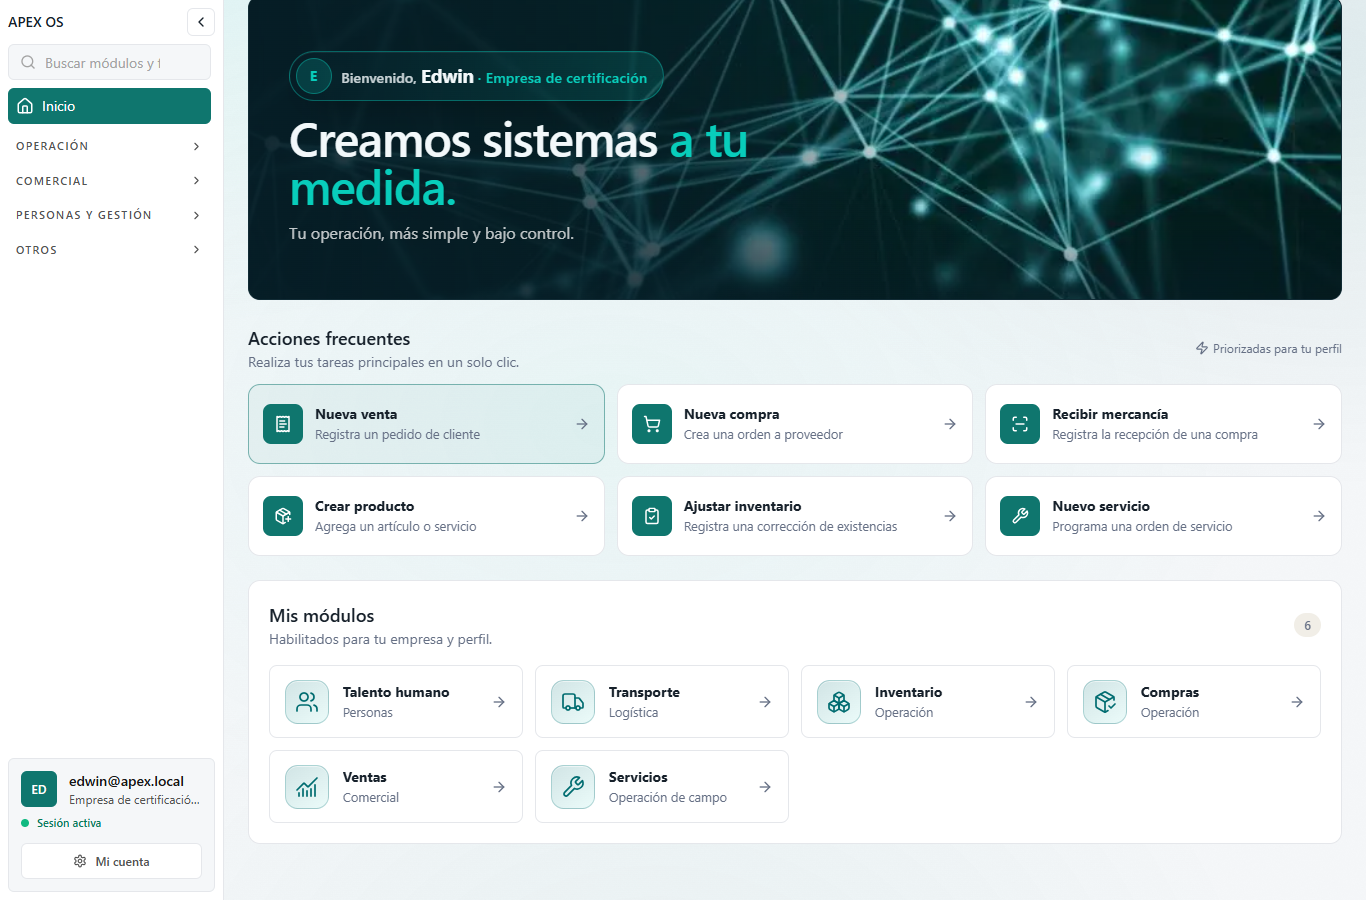 APEX OS
Buscar módulos y f
Inicio
OPERACIÓN
COMERCIAL
PERSONAS Y GESTIÓN
OTROS
ED
edwin@apex.local
Empresa de certificació...
Sesión activa
Mi cuenta
E
Bienvenido, Edwin · Empresa de certificación
Creamos sistemas a tu
medida.
Tu operación, más simple y bajo control.
Acciones frecuentes
Realiza tus tareas principales en un solo clic.
Priorizadas para tu perfil
Nueva venta
Registra un pedido de cliente
Nueva compra
Crea una orden a proveedor
Recibir mercancía
Registra la recepción de una compra
Crear producto
Agrega un artículo o servicio
Ajustar inventario
Registra una corrección de existencias
Nuevo servicio
Programa una orden de servicio
Mis módulos
Habilitados para tu empresa y perfil.
6
Talento humano
Personas
Transporte
Logística
Inventario
Operación
Compras
Operación
Ventas
Comercial
Servicios
Operación de campo